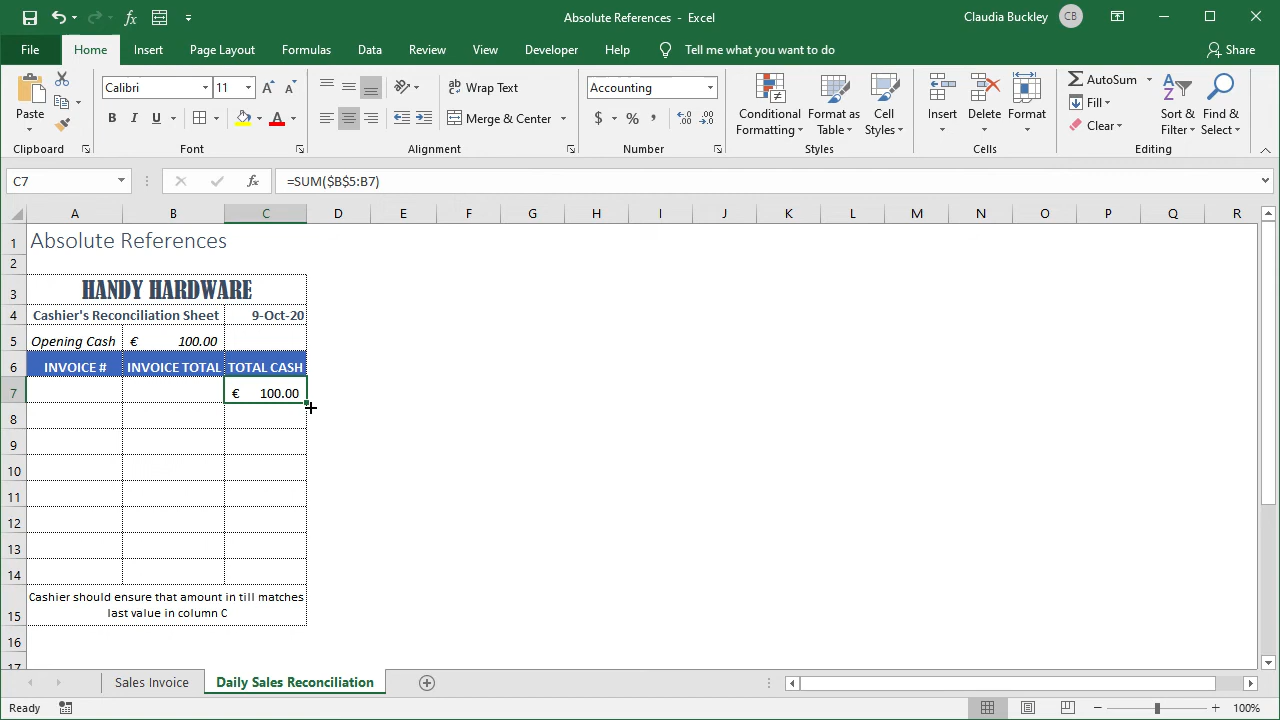 Absolute References - Excel
Claudia Buckley CB
File Home Insert Page Layout Formulas Data Review View Developer Help Tell me what you want to do Share
Paste
Clipboard
Calibri 11
B I U
Font
Wrap Text
Merge & Center
Alignment
Accounting
$ % ,
Number
Conditional Formatting
Format as Table
Cell Styles
Styles
Insert Delete Format
Cells
AutoSum
Fill
Clear
Sort & Filter
Find & Select
Editing
C7 fx =SUM($B$5:B7)
A B C D E F G H I J K L M N O P Q R
1 Absolute References
2
3 HANDY HARDWARE
4 Cashier's Reconciliation Sheet 9-Oct-20
5 Opening Cash € 100.00
6 INVOICE # INVOICE TOTAL TOTAL CASH
7 € 100.00
8
9
10
11
12
13
14
15 Cashier should ensure that amount in till matches
last value in column C
16
17
Sales Invoice Daily Sales Reconciliation
Ready 100%